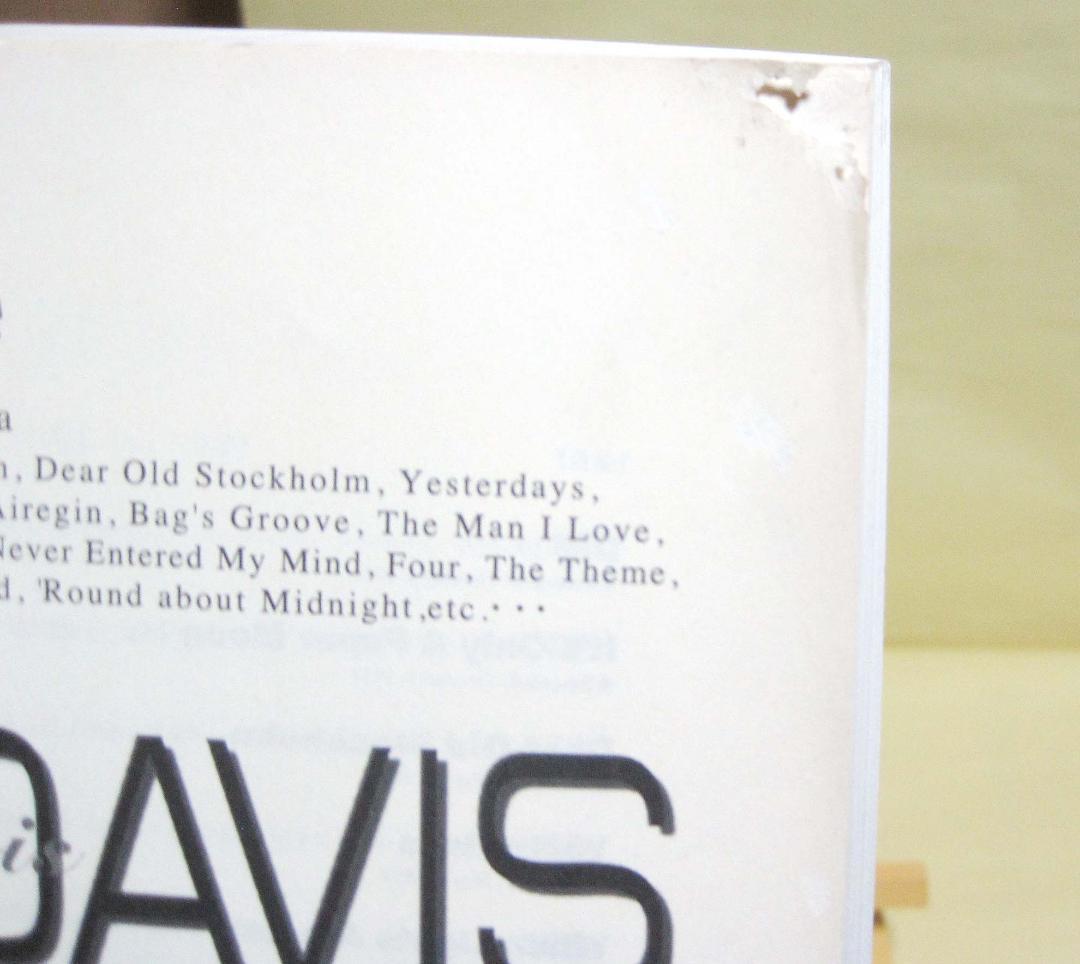 a
, Dear Old Stockholm, Yesterdays,
Airegin, Bag's Groove, The Man I Love,
Never Entered My Mind, Four, The Theme,
d, 'Round about Midnight,etc.···
DAVIS
is